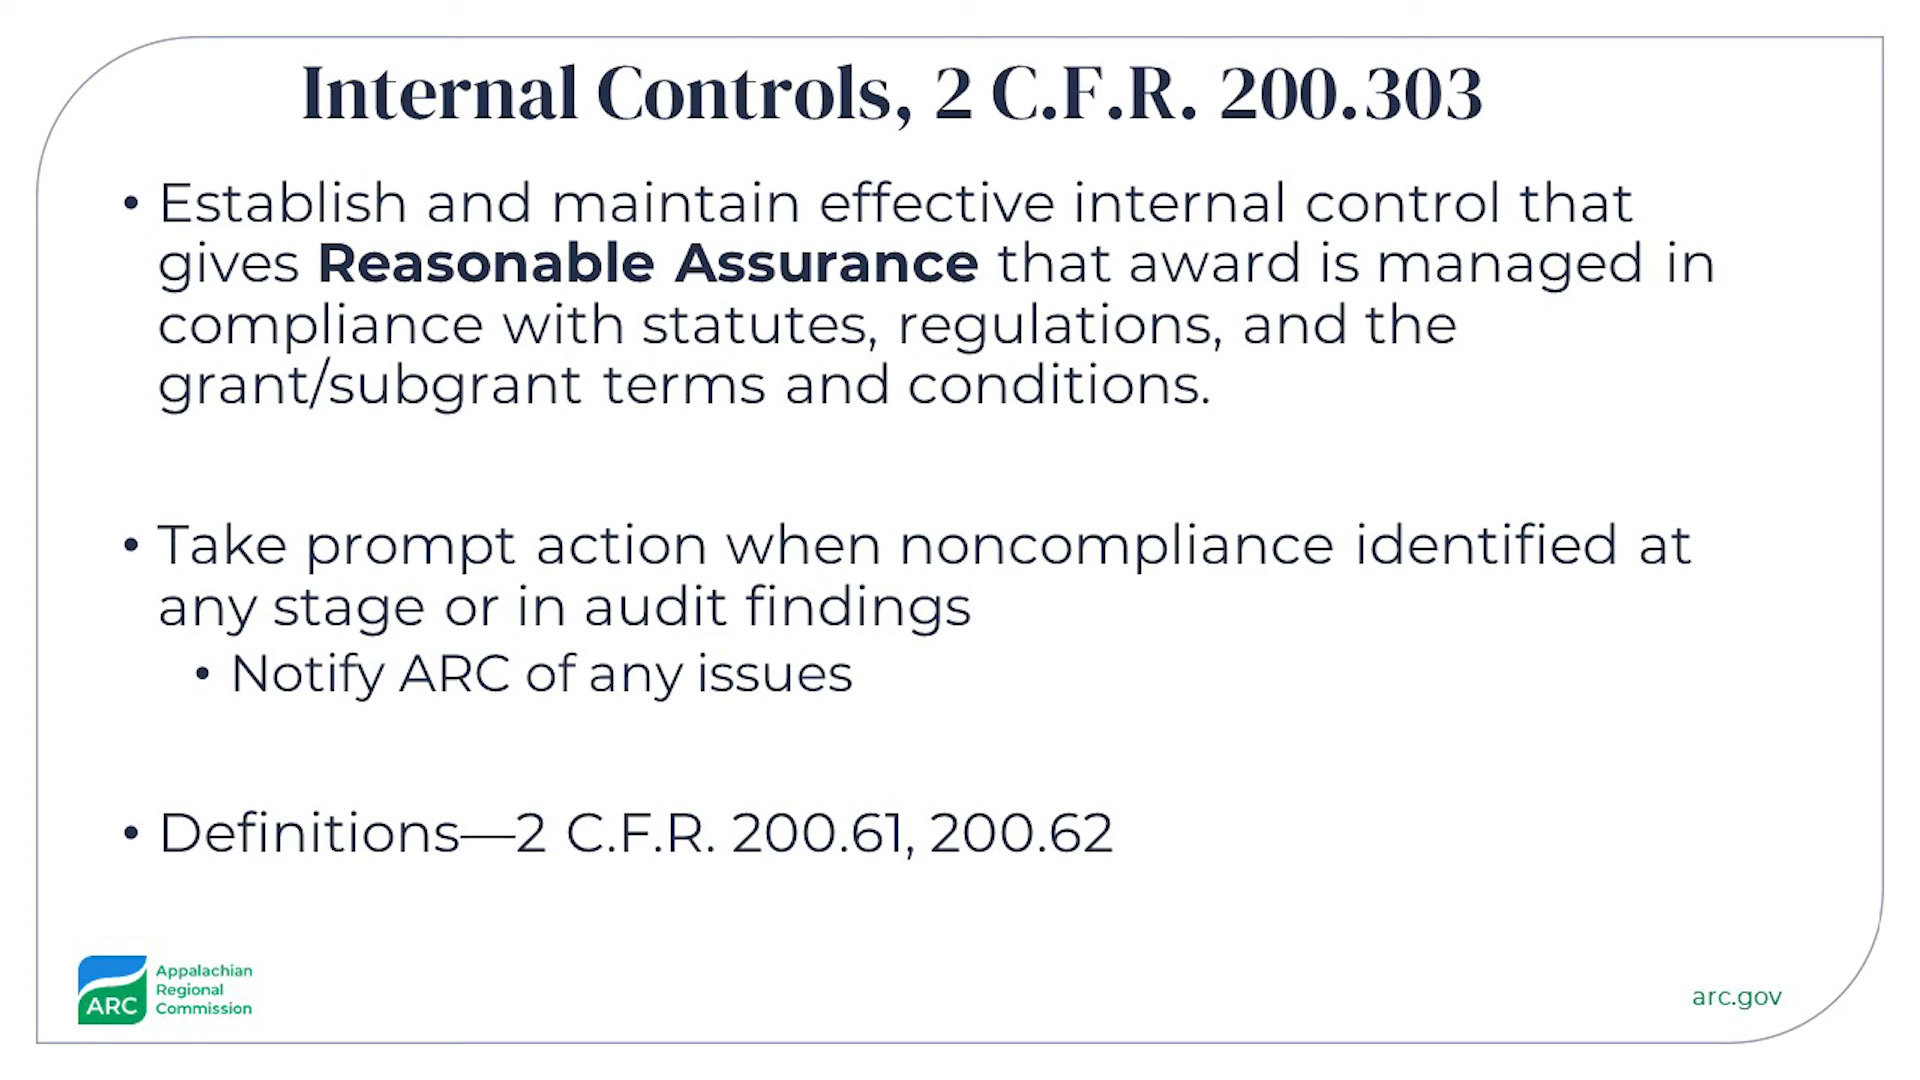 Internal Controls, 2 C.F.R. 200.303
• Establish and maintain effective internal control that
gives Reasonable Assurance that award is managed in
compliance with statutes, regulations, and the
grant/subgrant terms and conditions.
• Take prompt action when noncompliance identified at
any stage or in audit findings
• Notify ARC of any issues
• Definitions—2 C.F.R. 200.61, 200.62
ARC
Appalachian
Regional
Commission
arc.gov